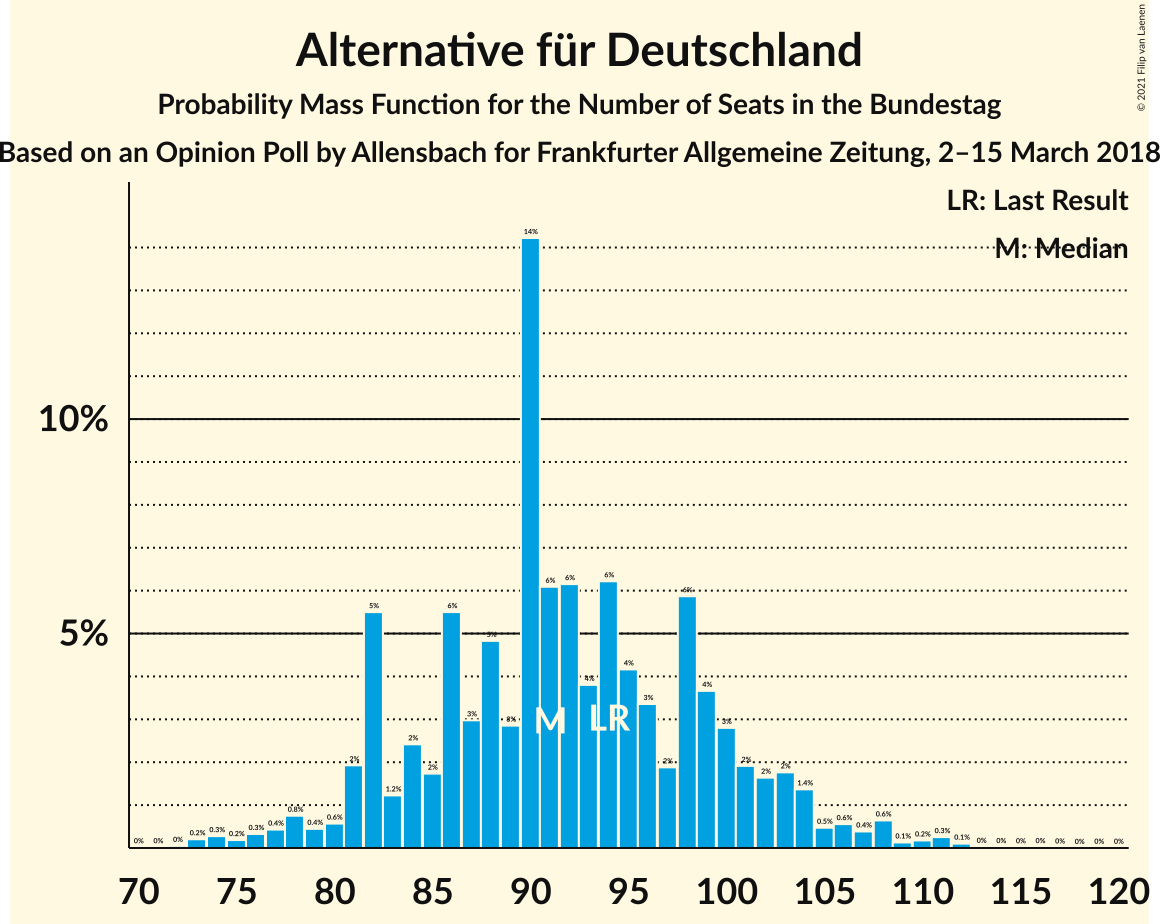 Alternative für Deutschland
Probability Mass Function for the Number of Seats in the Bundestag
Based on an Opinion Poll by Allensbach for Frankfurter Allgemeine Zeitung, 2–15 March 2018
© 2021 Filip van Laenen
LR: Last Result
M: Median
10%
5%
0% 0% 0% 0.2% 0.3% 0.2% 0.3% 0.4% 0.8% 0.4% 0.6% 2% 5% 1.2% 2% 2% 6% 3% 5% 3% 14% 6% 6% 4% 6% 4% 3% 2% 6% 4% 3% 2% 2% 2% 1.4% 0.5% 0.6% 0.4% 0.6% 0.1% 0.2% 0.3% 0.1% 0% 0% 0% 0% 0% 0% 0% 0%
M LR
70 75 80 85 90 95 100 105 110 115 120